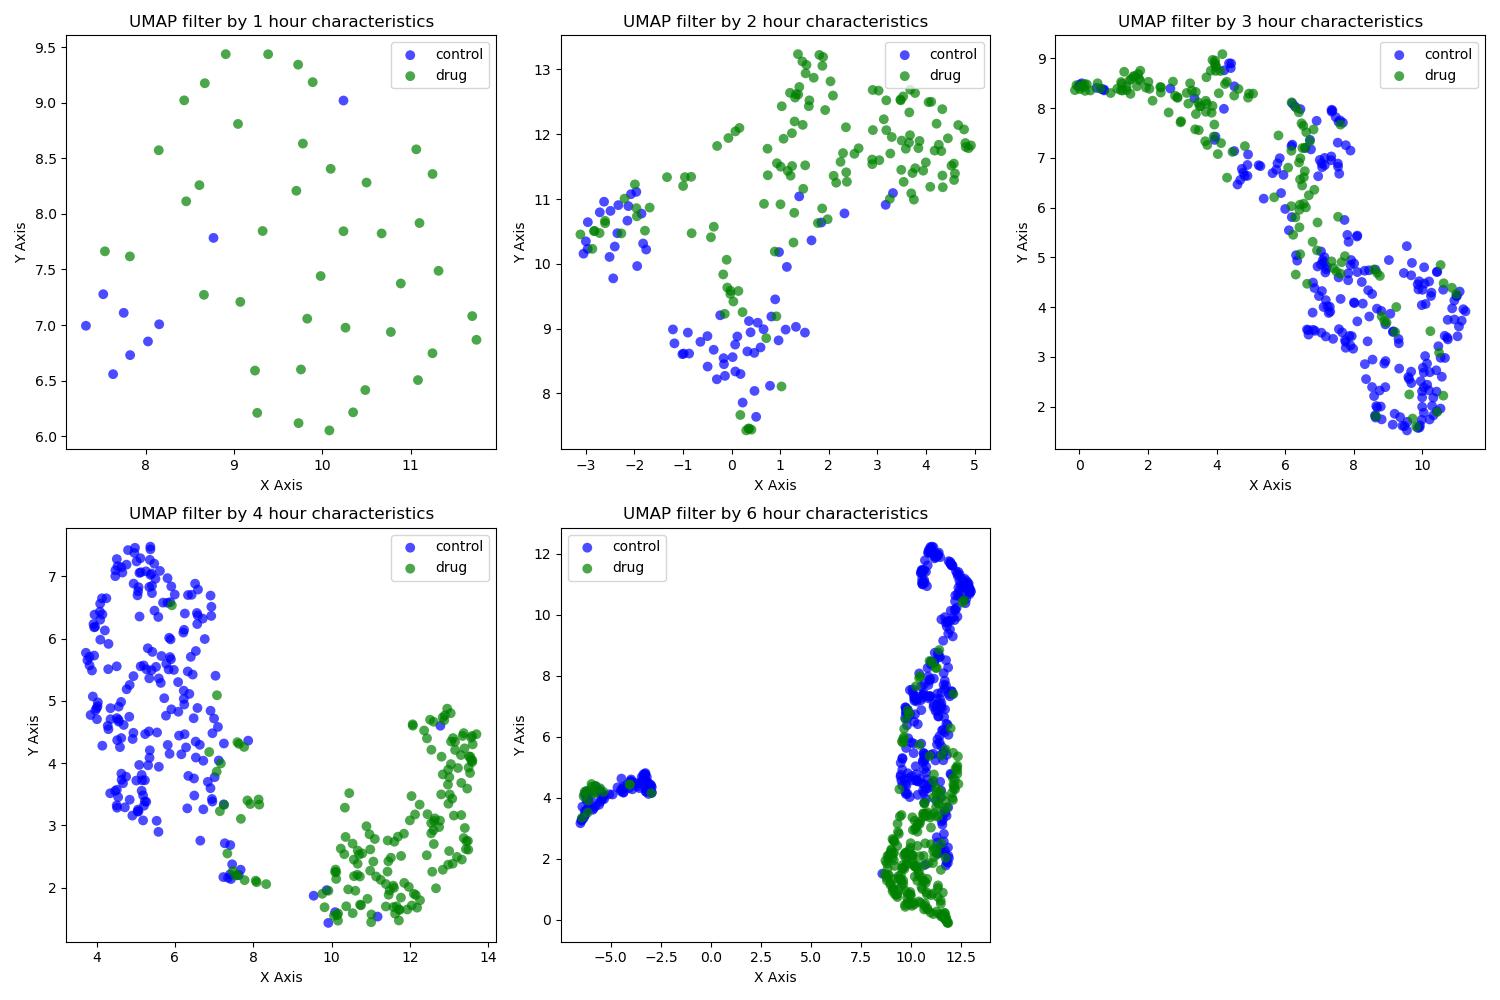 UMAP filter by 1 hour characteristics
control
drug
9.5
9.0
8.5
8.0
7.5
7.0
6.5
6.0
Y Axis
8 9 10 11
X Axis
UMAP filter by 2 hour characteristics
control
drug
13
12
11
10
9
8
Y Axis
−3 −2 −1 0 1 2 3 4 5
X Axis
UMAP filter by 3 hour characteristics
control
drug
9
8
7
6
5
4
3
2
Y Axis
0 2 4 6 8 10
X Axis
UMAP filter by 4 hour characteristics
control
drug
7
6
5
4
3
2
Y Axis
4 6 8 10 12 14
X Axis
UMAP filter by 6 hour characteristics
control
drug
12
10
8
6
4
2
0
Y Axis
−5.0 −2.5 0.0 2.5 5.0 7.5 10.0 12.5
X Axis